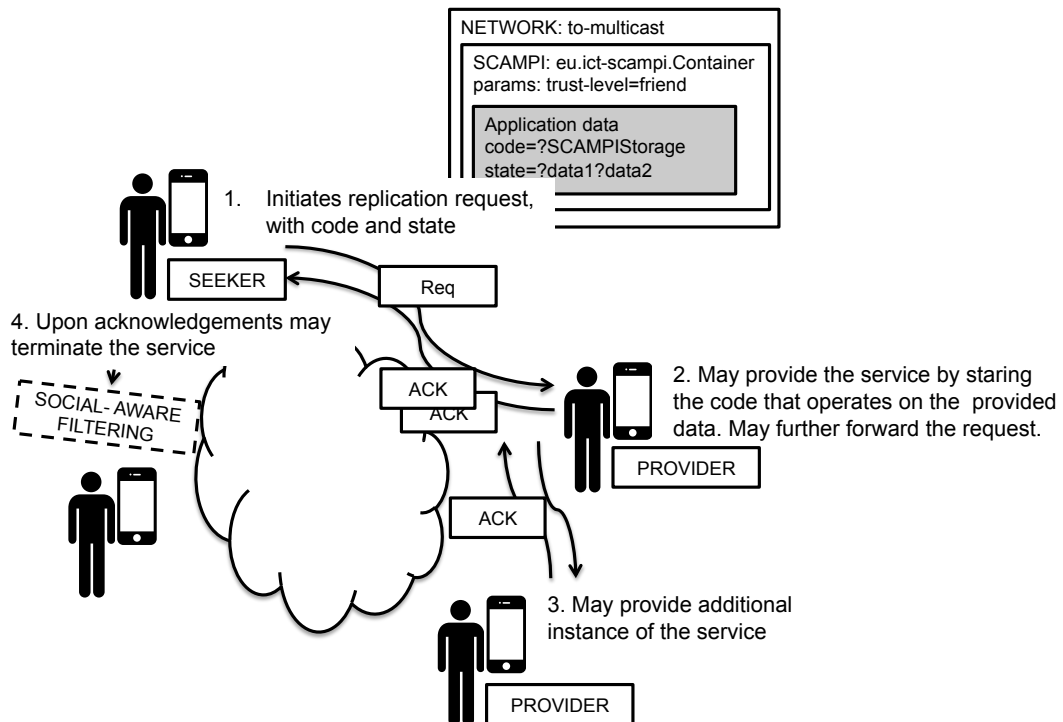 NETWORK: to-multicast
SCAMPI: eu.ict-scampi.Container
params: trust-level=friend
Application data
code=?SCAMPIStorage
state=?data1?data2
1. Initiates replication request,
with code and state
SEEKER
Req
4. Upon acknowledgements may
terminate the service
SOCIAL- AWARE
FILTERING
ACK
ACK
2. May provide the service by staring
the code that operates on the provided
data. May further forward the request.
PROVIDER
ACK
3. May provide additional
instance of the service
PROVIDER